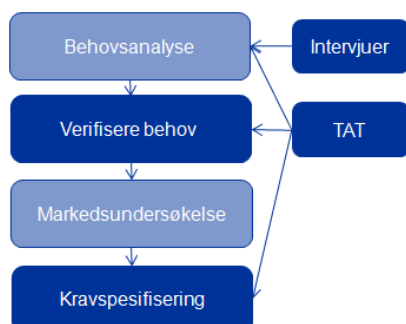 Behovsanalyse
Intervjuer
Verifisere behov
TAT
Markedsundersøkelse
Kravspesifisering